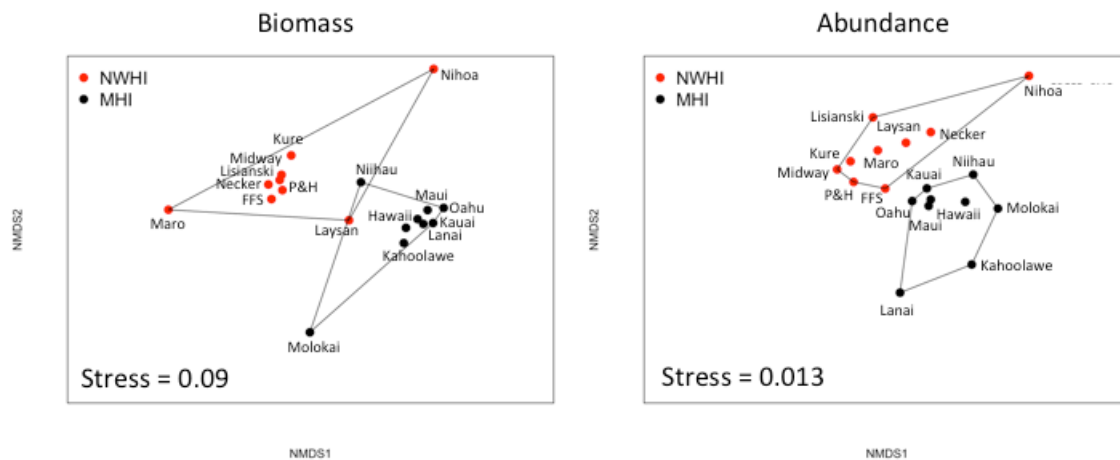 Biomass
NWHI
MHI
Nihoa
Kure
Midway
Lisianski
Necker
P&H
FFS
Maro
Laysan
Niihau
Maui
Oahu
Hawaii
Kauai
Lanai
Kahoolawe
Molokai
Stress = 0.09
NMDS2
NMDS1
Abundance
NWHI
MHI
Nihoa
Lisianski
Laysan
Necker
Kure
Maro
Midway
Niihau
Kauai
P&H
FFS
Oahu
Hawaii
Molokai
Maui
Kahoolawe
Lanai
Stress = 0.013
NMDS2
NMDS1